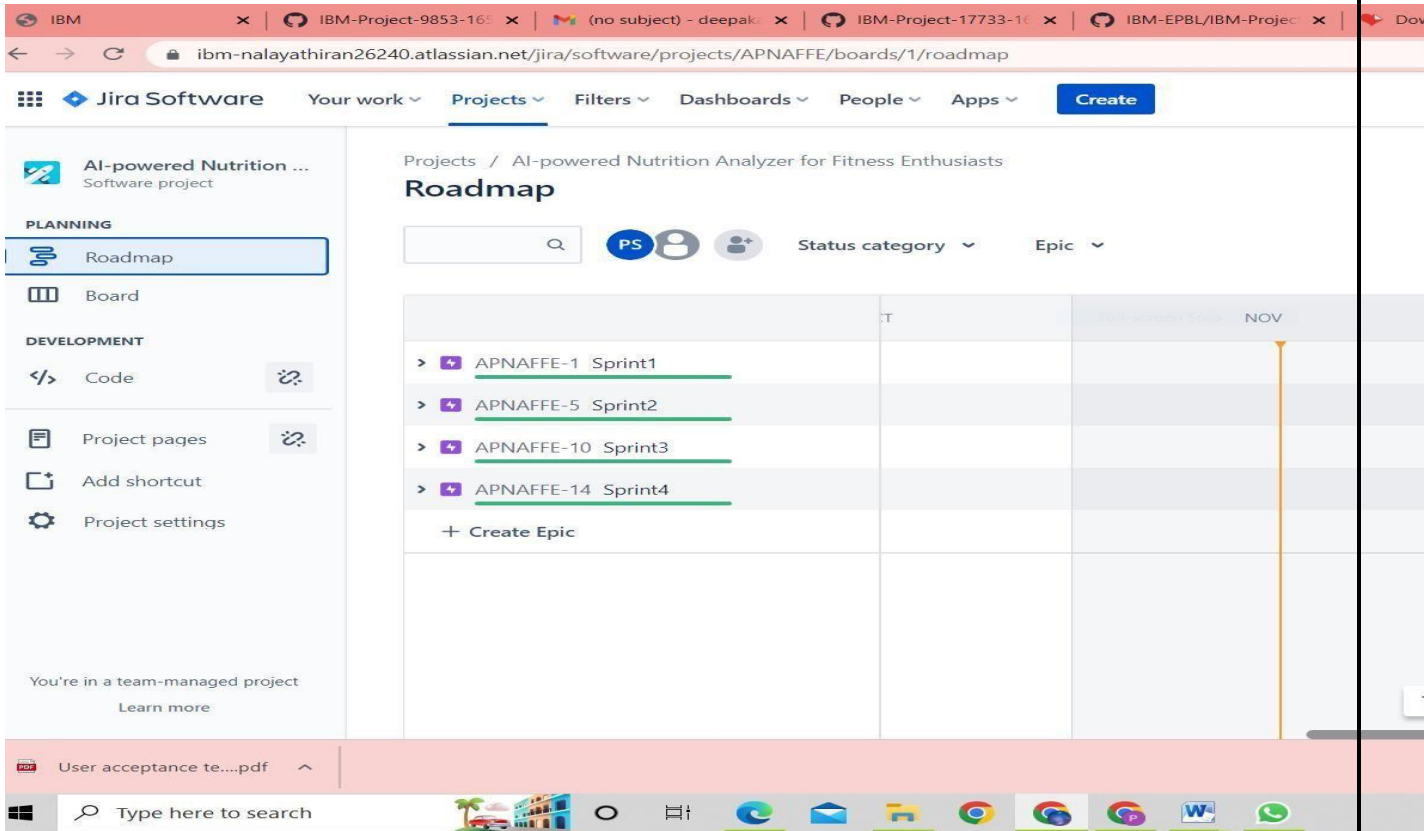 IBM
IBM-Project-9853-165
(no subject) - deepaka
IBM-Project-17733-16
IBM-EPBL/IBM-Projec
Dow
ibm-nalayathiran26240.atlassian.net/jira/software/projects/APNAFFE/boards/1/roadmap
Jira Software
Your work
Projects
Filters
Dashboards
People
Apps
Create
AI-powered Nutrition ...
Software project
PLANNING
Roadmap
Board
DEVELOPMENT
Code
Project pages
Add shortcut
Project settings
You're in a team-managed project
Learn more
Projects / AI-powered Nutrition Analyzer for Fitness Enthusiasts
Roadmap
PS
Status category
Epic
NOV
APNAFFE-1 Sprint1
APNAFFE-5 Sprint2
APNAFFE-10 Sprint3
APNAFFE-14 Sprint4
+ Create Epic
PDF
User acceptance te....pdf
Type here to search